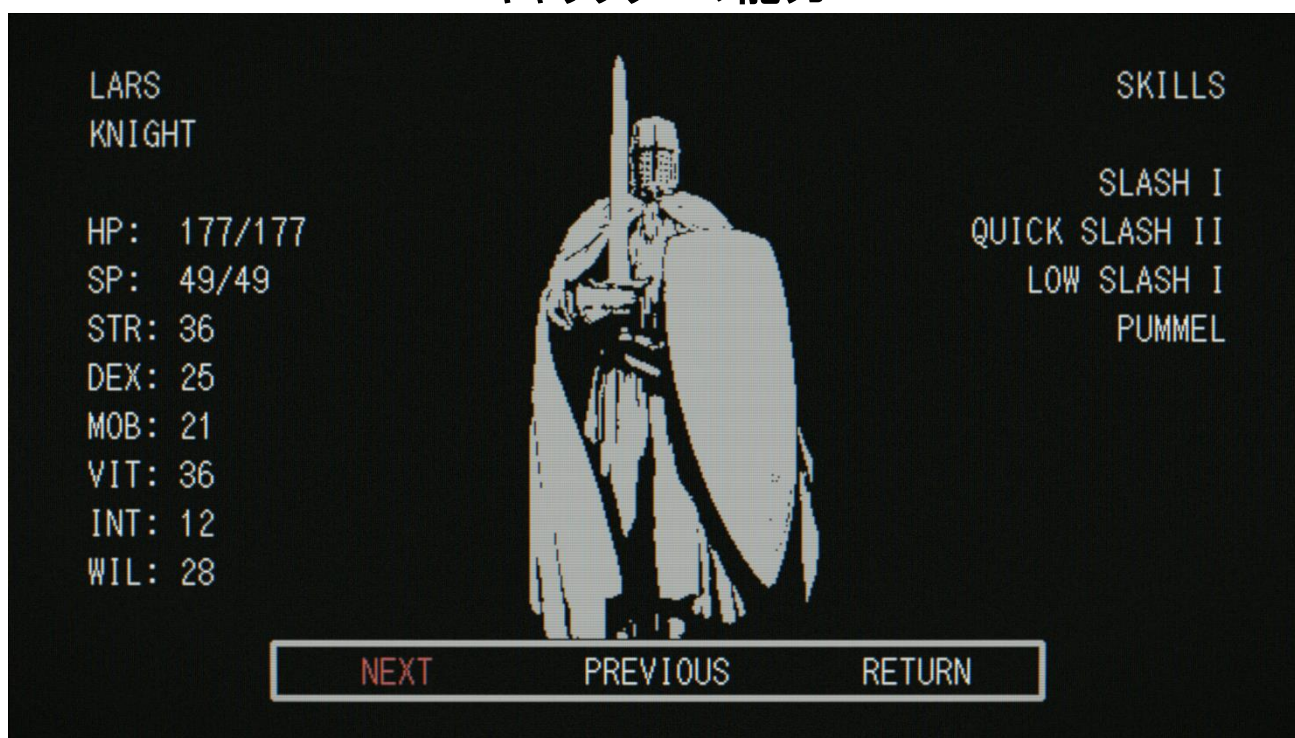 LARS
KNIGHT
HP: 177/177
SP: 49/49
STR: 36
DEX: 25
MOB: 21
VIT: 36
INT: 12
WIL: 28
SKILLS
SLASH I
QUICK SLASH II
LOW SLASH I
PUMMEL
NEXT PREVIOUS RETURN